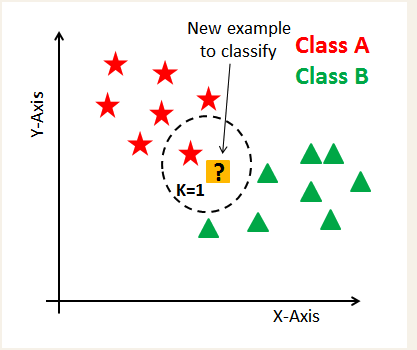 New example
to classify
Class A
Class B
Y-Axis
?
K=1
X-Axis